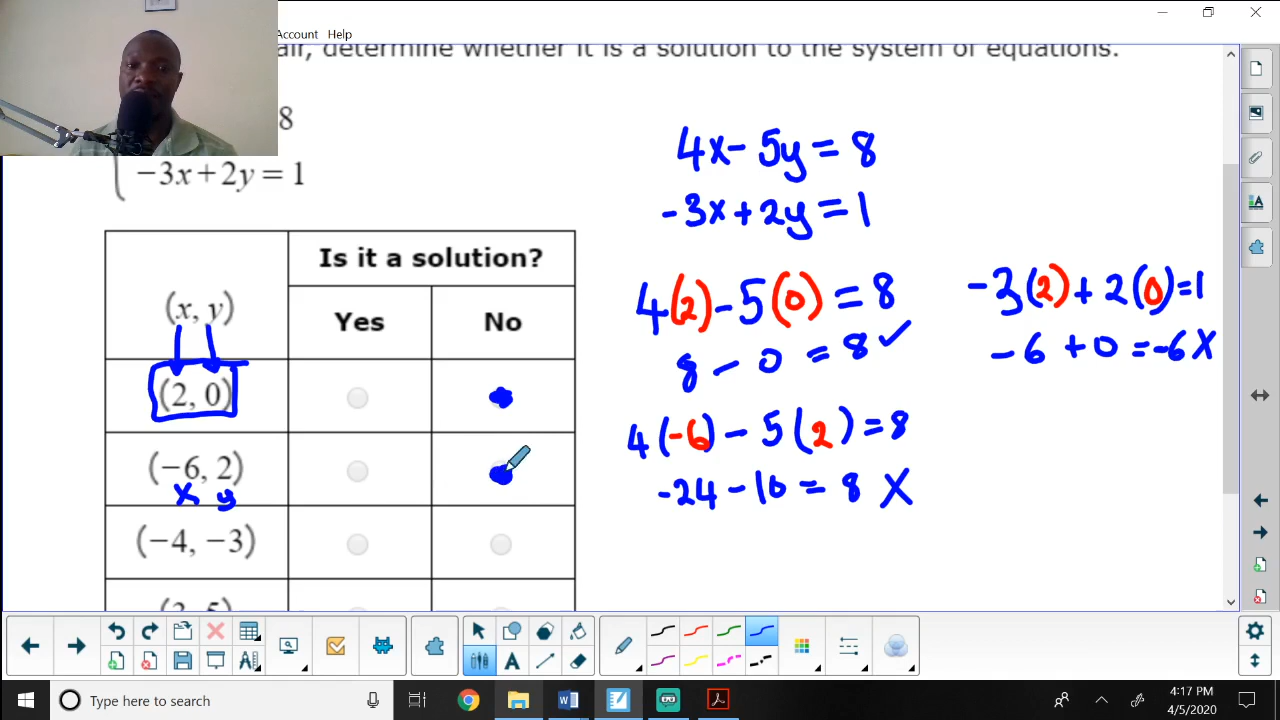 Account Help
air, determine whether it is a solution to the system of equations.
8
−3x+2y=1
4x-5y=8
-3x+2y=1
(x, y)
Is it a solution?
Yes
No
(2, 0)
(−6, 2)
x y
(−4, −3)
4(2)-5(0)=8
8-0=8✓
-3(2)+2(0)=1
-6+0=-6X
4(-6)-5(2)=8
-24-10=8 X
A
A
Type here to search
4:17 PM
4/5/2020